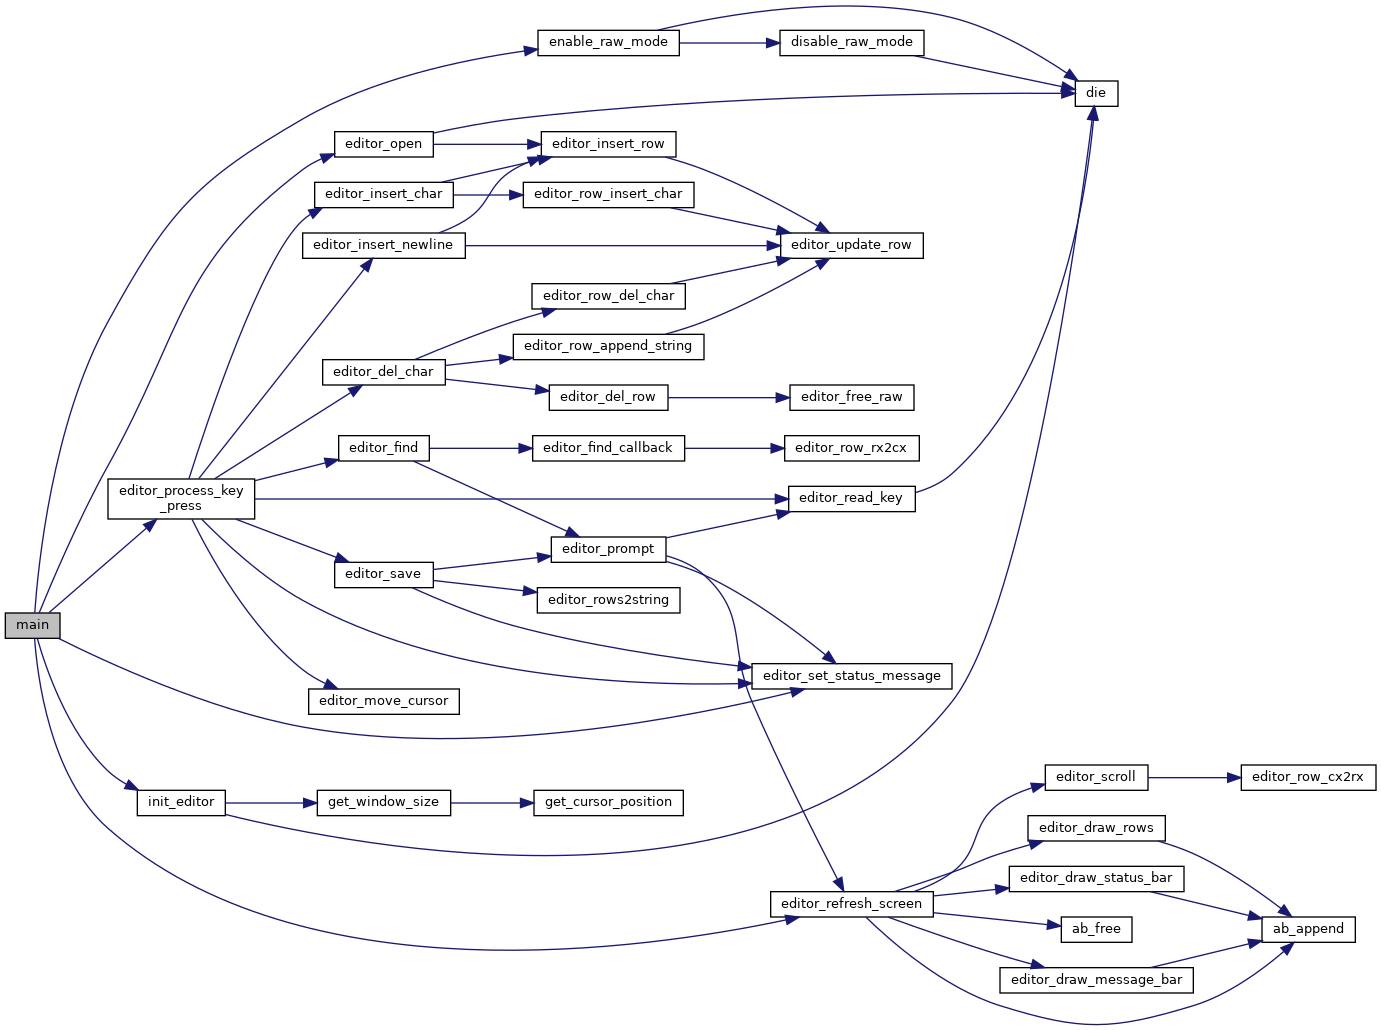 enable_raw_mode
disable_raw_mode
die
editor_open
editor_insert_row
editor_insert_char
editor_row_insert_char
editor_insert_newline
editor_update_row
editor_row_del_char
editor_row_append_string
editor_del_char
editor_del_row
editor_free_raw
editor_find
editor_find_callback
editor_row_rx2cx
editor_process_key
_press
editor_read_key
editor_prompt
editor_save
editor_rows2string
main
editor_set_status_message
editor_move_cursor
editor_scroll
editor_row_cx2rx
init_editor
get_window_size
get_cursor_position
editor_draw_rows
editor_draw_status_bar
editor_refresh_screen
ab_free
ab_append
editor_draw_message_bar